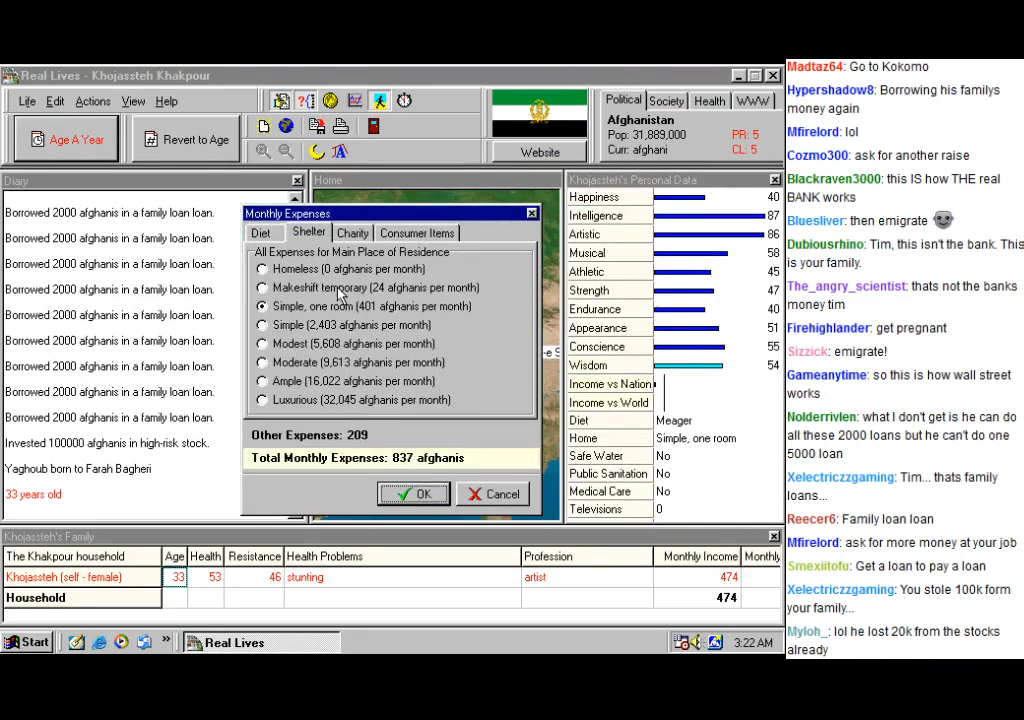 Real Lives - Khojassteh Khakpour
Life Edit Actions View Help
Age A Year
Revert to Age
Website
Political Society Health WWW
Afghanistan
Pop: 31,889,000 PR: 5
Curr: afghani CL: 5
Diary
Borrowed 2000 afghanis in a family loan loan.
Borrowed 2000 afghanis in a family loan loan.
Borrowed 2000 afghanis in a family loan loan.
Borrowed 2000 afghanis in a family loan loan.
Borrowed 2000 afghanis in a family loan loan.
Borrowed 2000 afghanis in a family loan loan.
Borrowed 2000 afghanis in a family loan loan.
Borrowed 2000 afghanis in a family loan loan.
Borrowed 2000 afghanis in a family loan loan.
Invested 100000 afghanis in high-risk stock.
Yaghoub born to Farah Bagheri
33 years old
Home
Monthly Expenses
Diet Shelter Charity Consumer Items
All Expenses for Main Place of Residence
Homeless (0 afghanis per month)
Makeshift temporary (24 afghanis per month)
Simple, one room (401 afghanis per month)
Simple (2,403 afghanis per month)
Modest (5,608 afghanis per month)
Moderate (9,613 afghanis per month)
Ample (16,022 afghanis per month)
Luxurious (32,045 afghanis per month)
Other Expenses: 209
Total Monthly Expenses: 837 afghanis
OK Cancel
Khojassteh's Personal Data
Happiness 40
Intelligence 87
Artistic 86
Musical 58
Athletic 45
Strength 47
Endurance 40
Appearance 51
Conscience 55
Wisdom 54
Income vs Nation
Income vs World
Diet Meager
Home Simple, one room
Safe Water No
Public Sanitation No
Medical Care No
Televisions 0
Khojassteh's Family
The Khakpour household Age Health Resistance Health Problems Profession Monthly Income Monthly
Khojassteh (self - female) 33 53 46 stunting artist 474
Household 474
Start Real Lives 3:22 AM
Madtaz64: Go to Kokomo
Hypershadow8: Borrowing his familys
money again
Mfirelord: lol
Cozmo300: ask for another raise
Blackraven3000: this IS how THE real
BANK works
Bluesliver: then emigrate
Dubiousrhino: Tim, this isn't the bank. This
is your family.
The_angry_scientist: thats not the banks
money tim
Firehighlander: get pregnant
Sizzick: emigrate!
Gameanytime: so this is how wall street
works
Nolderrivlen: what I don't get is he can do
all these 2000 loans but he can't do one
5000 loan
Xelectriczzgaming: Tim... thats family
loans...
Reecer6: Family loan loan
Mfirelord: ask for more money at your job
Smexiitofu: Get a loan to pay a loan
Xelectriczzgaming: You stole 100k form
your family...
Myloh_: lol he lost 20k from the stocks
already